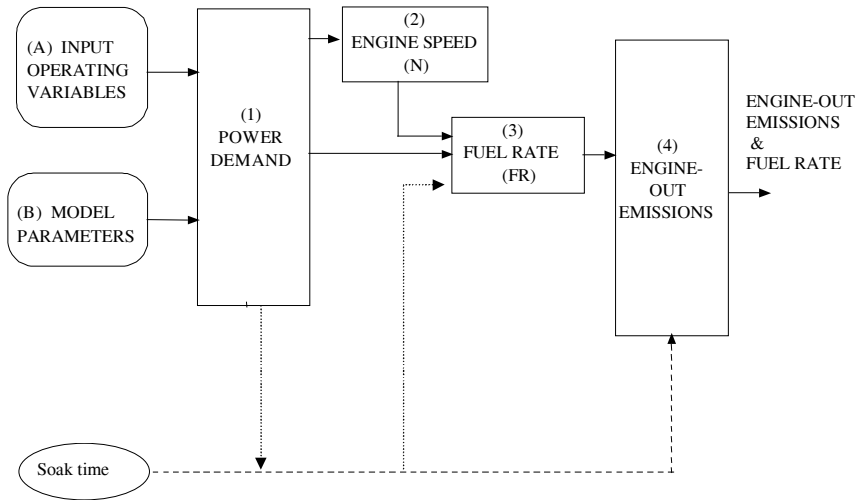 (A) INPUT
OPERATING
VARIABLES
(B) MODEL
PARAMETERS
(1)
POWER
DEMAND
(2)
ENGINE SPEED
(N)
(3)
FUEL RATE
(FR)
(4) ENGINE-
OUT
EMISSIONS
ENGINE-OUT
EMISSIONS
&
FUEL RATE
Soak time